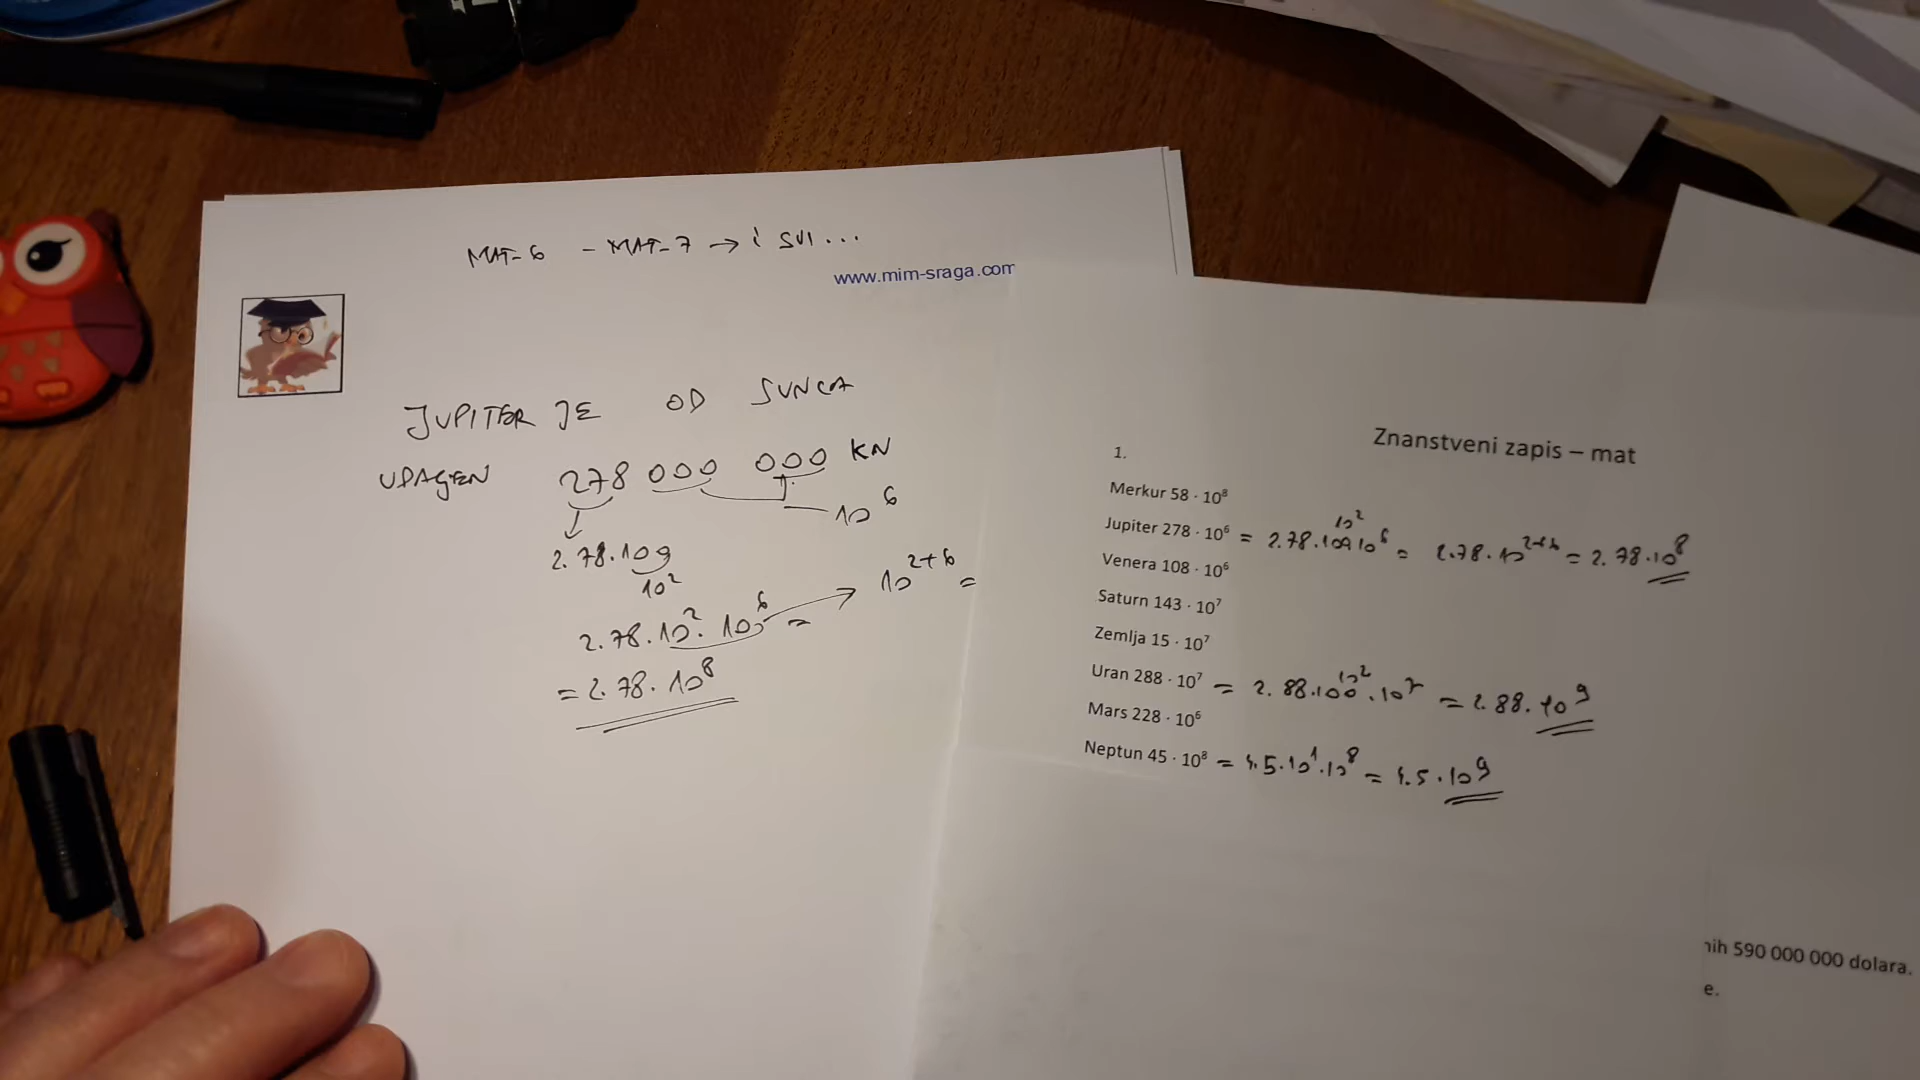 MAT-6 - MAT-7 → i SVI...
www.mim-sraga.com
JUPITER JE OD SUNCA
278 000 000
10⁶
2.78.100
10²
2.78.10².10⁶ = 10²⁺⁶ =
= 2.78.10⁸
Znanstveni zapis – mat
1.
Merkur 58 · 10⁸
Jupiter 278 · 10⁶ = 2.78.100.10⁶ = 2.78.10²⁺⁶ = 2.78.10⁸
10²
Venera 108 · 10⁶
Saturn 143 · 10⁷
Zemlja 15 · 10⁷
Uran 288 · 10⁷ = 2.88.100.10⁷ = 2.88.10⁹
10²
Mars 228 · 10⁶
Neptun 45 · 10⁸ = 4.5.10¹.10⁸ = 4.5.10⁹
nih 590 000 000 dolara.
e.